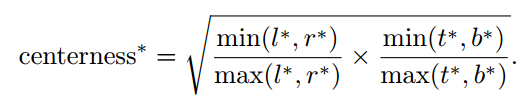 centerness* = √( min(l*, r*) / max(l*, r*) × min(t*, b*) / max(t*, b*) ).